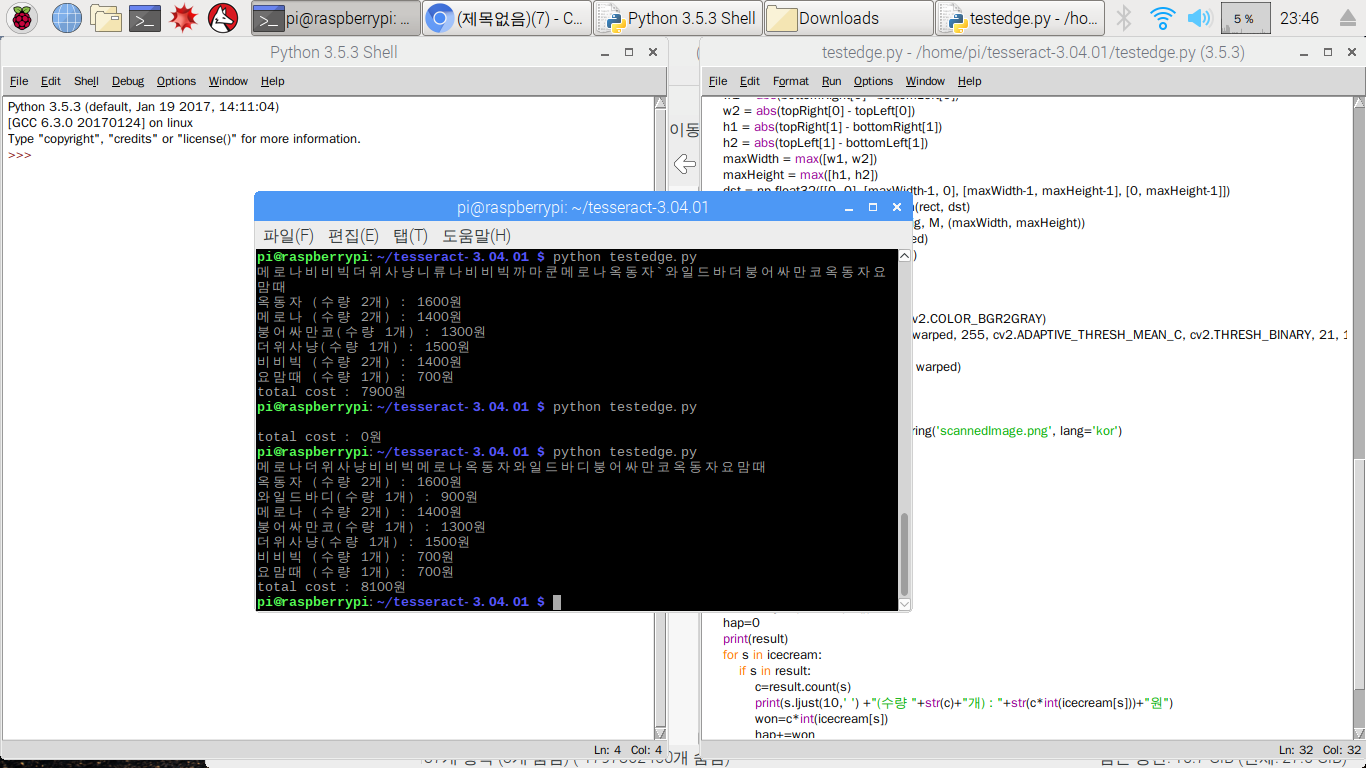 pi@raspberrypi: ...
(제목없음)(7) - C...
Python 3.5.3 Shell
Downloads
testedge.py - /ho...
5 %
23:46
Python 3.5.3 Shell
File Edit Shell Debug Options Window Help
Python 3.5.3 (default, Jan 19 2017, 14:11:04)
[GCC 6.3.0 20170124] on linux
Type "copyright", "credits" or "license()" for more information.
>>>
Ln: 4 Col: 4
이동
testedge.py - /home/pi/tesseract-3.04.01/testedge.py (3.5.3)
File Edit Format Run Options Window Help
w2 = abs(topRight[0] - topLeft[0])
h1 = abs(topRight[1] - bottomRight[1])
h2 = abs(topLeft[1] - bottomLeft[1])
maxWidth = max([w1, w2])
maxHeight = max([h1, h2])
dst = np.float32([[0, 0], [maxWidth-1, 0], [maxWidth-1, maxHeight-1], [0, maxHeight-1]])
(rect, dst)
g, M, (maxWidth, maxHeight))
ed)
)
v2.COLOR_BGR2GRAY)
warped, 255, cv2.ADAPTIVE_THRESH_MEAN_C, cv2.THRESH_BINARY, 21, 1
warped)
ring('scannedImage.png', lang='kor')
hap=0
print(result)
for s in icecream:
if s in result:
c=result.count(s)
print(s.ljust(10,' ') +"(수량 "+str(c)+"개) : "+str(c*int(icecream[s]))+"원")
won=c*int(icecream[s])
hap+=won
Ln: 32 Col: 32
pi@raspberrypi: ~/tesseract-3.04.01
파일(F) 편집(E) 탭(T) 도움말(H)
pi@raspberrypi:~/tesseract-3.04.01 $ python testedge.py
메로나비비빅더위사냥니류나비비빅까마쿤메로나옥동자`와일드바더붕어싸만코옥동자요
맘때
옥동자 (수량 2개) : 1600원
메로나 (수량 2개) : 1400원
붕어싸만코(수량 1개) : 1300원
더위사냥(수량 1개) : 1500원
비비빅 (수량 2개) : 1400원
요맘때 (수량 1개) : 700원
total cost : 7900원
pi@raspberrypi:~/tesseract-3.04.01 $ python testedge.py
total cost : 0원
pi@raspberrypi:~/tesseract-3.04.01 $ python testedge.py
메로나더위사냥비비빅메로나옥동자와일드바디붕어싸만코옥동자요맘때
옥동자 (수량 2개) : 1600원
와일드바디(수량 1개) : 900원
메로나 (수량 2개) : 1400원
붕어싸만코(수량 1개) : 1300원
더위사냥(수량 1개) : 1500원
비비빅 (수량 1개) : 700원
요맘때 (수량 1개) : 700원
total cost : 8100원
pi@raspberrypi:~/tesseract-3.04.01 $